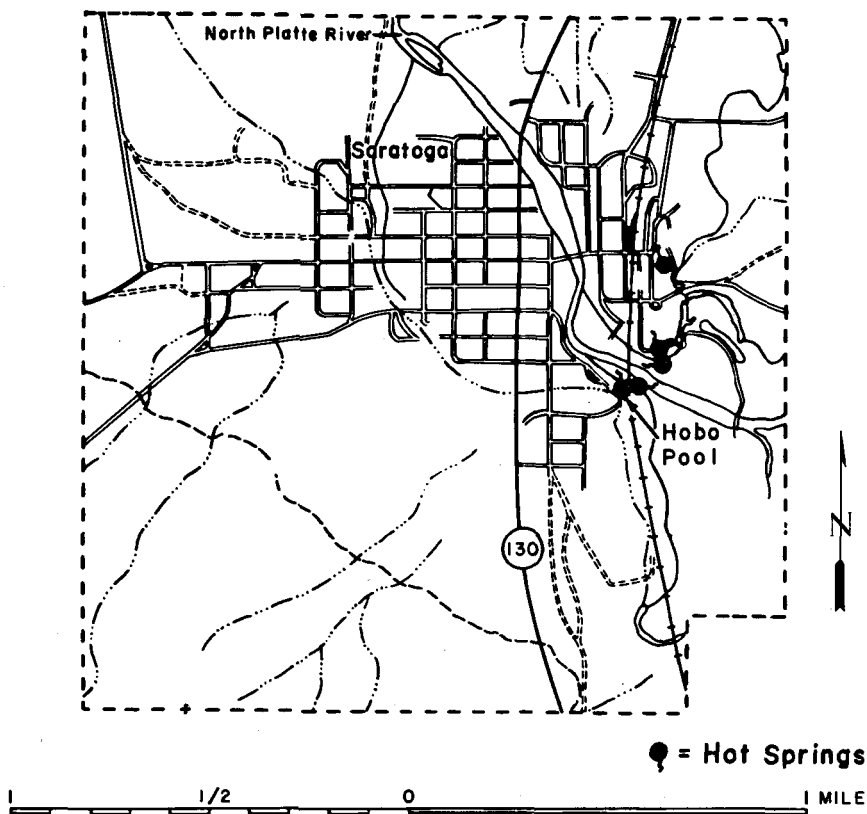 North Platte River
Saratoga
Hobo
Pool
130
N
= Hot Springs
1 1/2 0 1 MILE